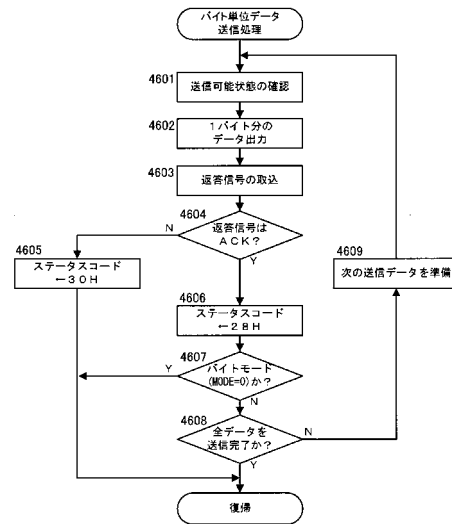 バイト単位データ
送信処理
4601
送信可能状態の確認
4602
1バイト分の
データ出力
4603
返答信号の取込
4604
返答信号は
ACK?
N
Y
4605
ステータスコード
←30H
4609
次の送信データを準備
4606
ステータスコード
←28H
4607
バイトモード
(MODE=0)か?
Y
N
4608
全データを
送信完了か?
N
Y
復帰